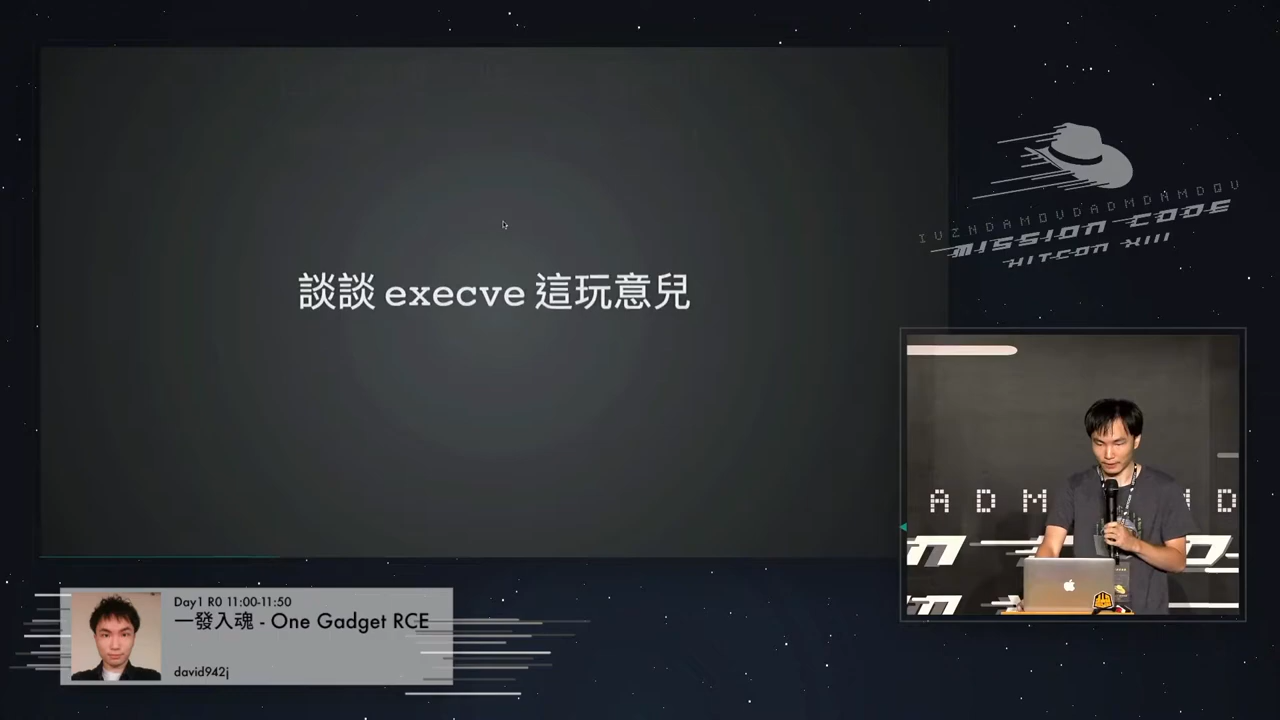 談談 execve 這玩意兒
IVZNDAMOVDADMDNMDQV
MISSION CODE
HITCON XIII
A D M
D
Day1 R0 11:00-11:50
一發入魂 - One Gadget RCE
david942j